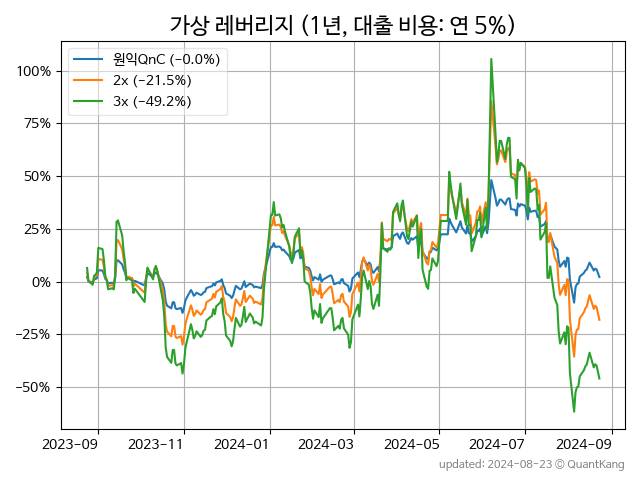 가상 레버리지 (1년, 대출 비용: 연 5%)
원익QnC (-0.0%)
2x (-21.5%)
3x (-49.2%)
100%
75%
50%
25%
0%
-25%
-50%
2023-09 2023-11 2024-01 2024-03 2024-05 2024-07 2024-09
updated: 2024-08-23 © QuantKang